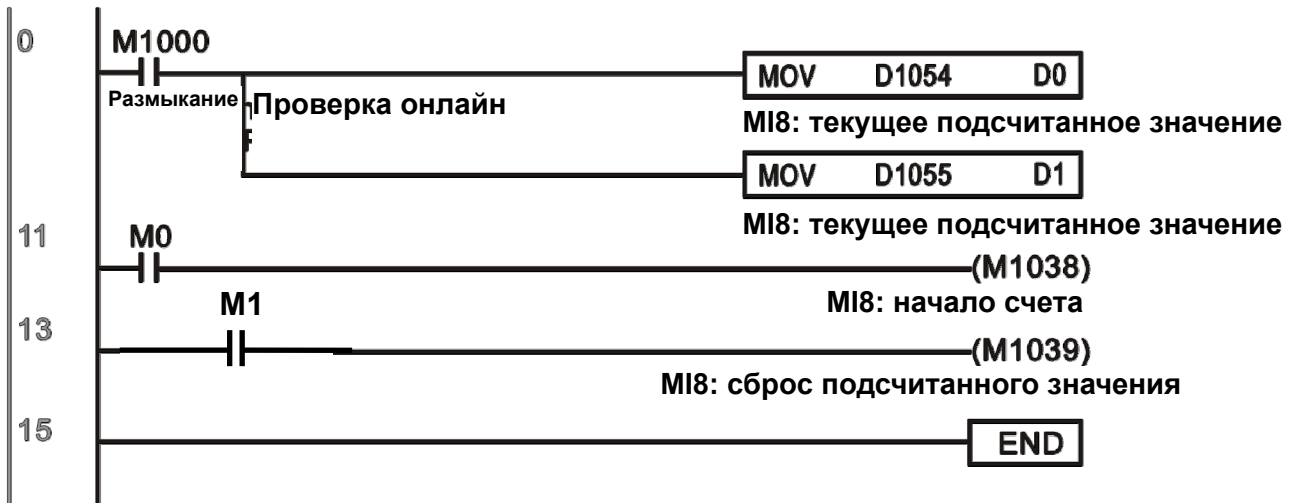 0
M1000
Размыкание
Проверка онлайн
MOV D1054 D0
MI8: текущее подсчитанное значение
MOV D1055 D1
MI8: текущее подсчитанное значение
11
M0
(M1038)
MI8: начало счета
13
M1
(M1039)
MI8: сброс подсчитанного значения
15
END